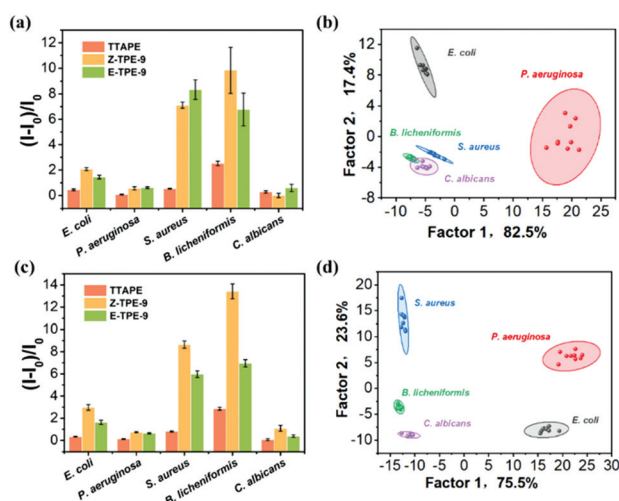 (a)
TTAPE
Z-TPE-9
E-TPE-9
(I-I₀)/I₀
10
8
6
4
2
0
E. coli
P. aeruginosa
S. aureus
B. licheniformis
C. albicans
(b)
Factor 2, 17.4%
12
8
4
0
-4
-8
E. coli
P. aeruginosa
B. licheniformis
S. aureus
C. albicans
-10 -5 0 5 10 15 20 25
Factor 1, 82.5%
(c)
TTAPE
Z-TPE-9
E-TPE-9
(I-I₀)/I₀
14
12
10
8
6
4
2
0
E. coli
P. aeruginosa
S. aureus
B. licheniformis
C. albicans
(d)
Factor 2, 23.6%
20
15
10
5
0
-5
-10
S. aureus
P. aeruginosa
B. licheniformis
C. albicans
E. coli
-15 -10 -5 0 5 10 15 20 25 30
Factor 1, 75.5%